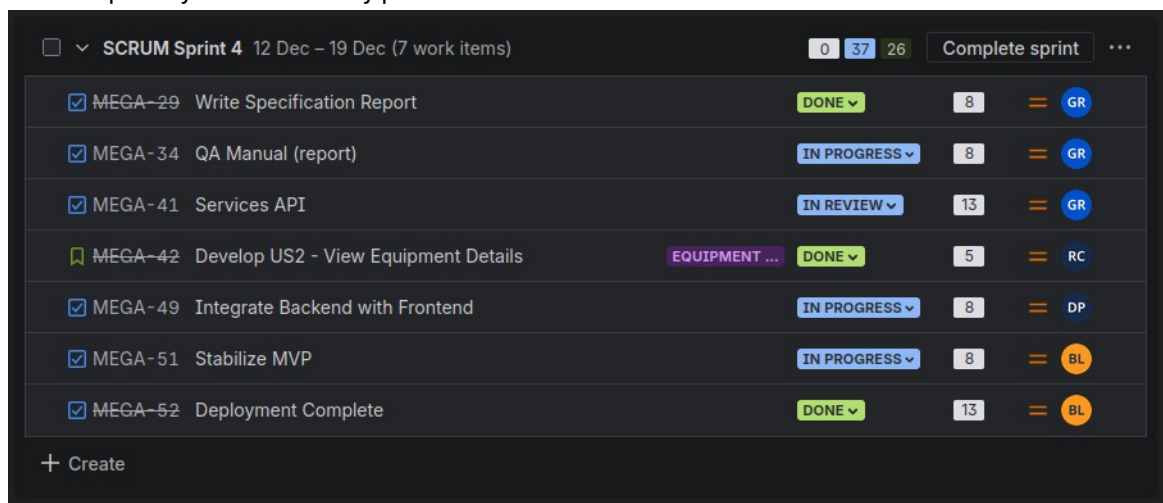 SCRUM Sprint 4 12 Dec – 19 Dec (7 work items) 0 37 26 Complete sprint ...
MEGA-29 Write Specification Report DONE 8 GR
MEGA-34 QA Manual (report) IN PROGRESS 8 GR
MEGA-41 Services API IN REVIEW 13 GR
MEGA-42 Develop US2 - View Equipment Details EQUIPMENT ... DONE 5 RC
MEGA-49 Integrate Backend with Frontend IN PROGRESS 8 DP
MEGA-51 Stabilize MVP IN PROGRESS 8 BL
MEGA-52 Deployment Complete DONE 13 BL
+ Create